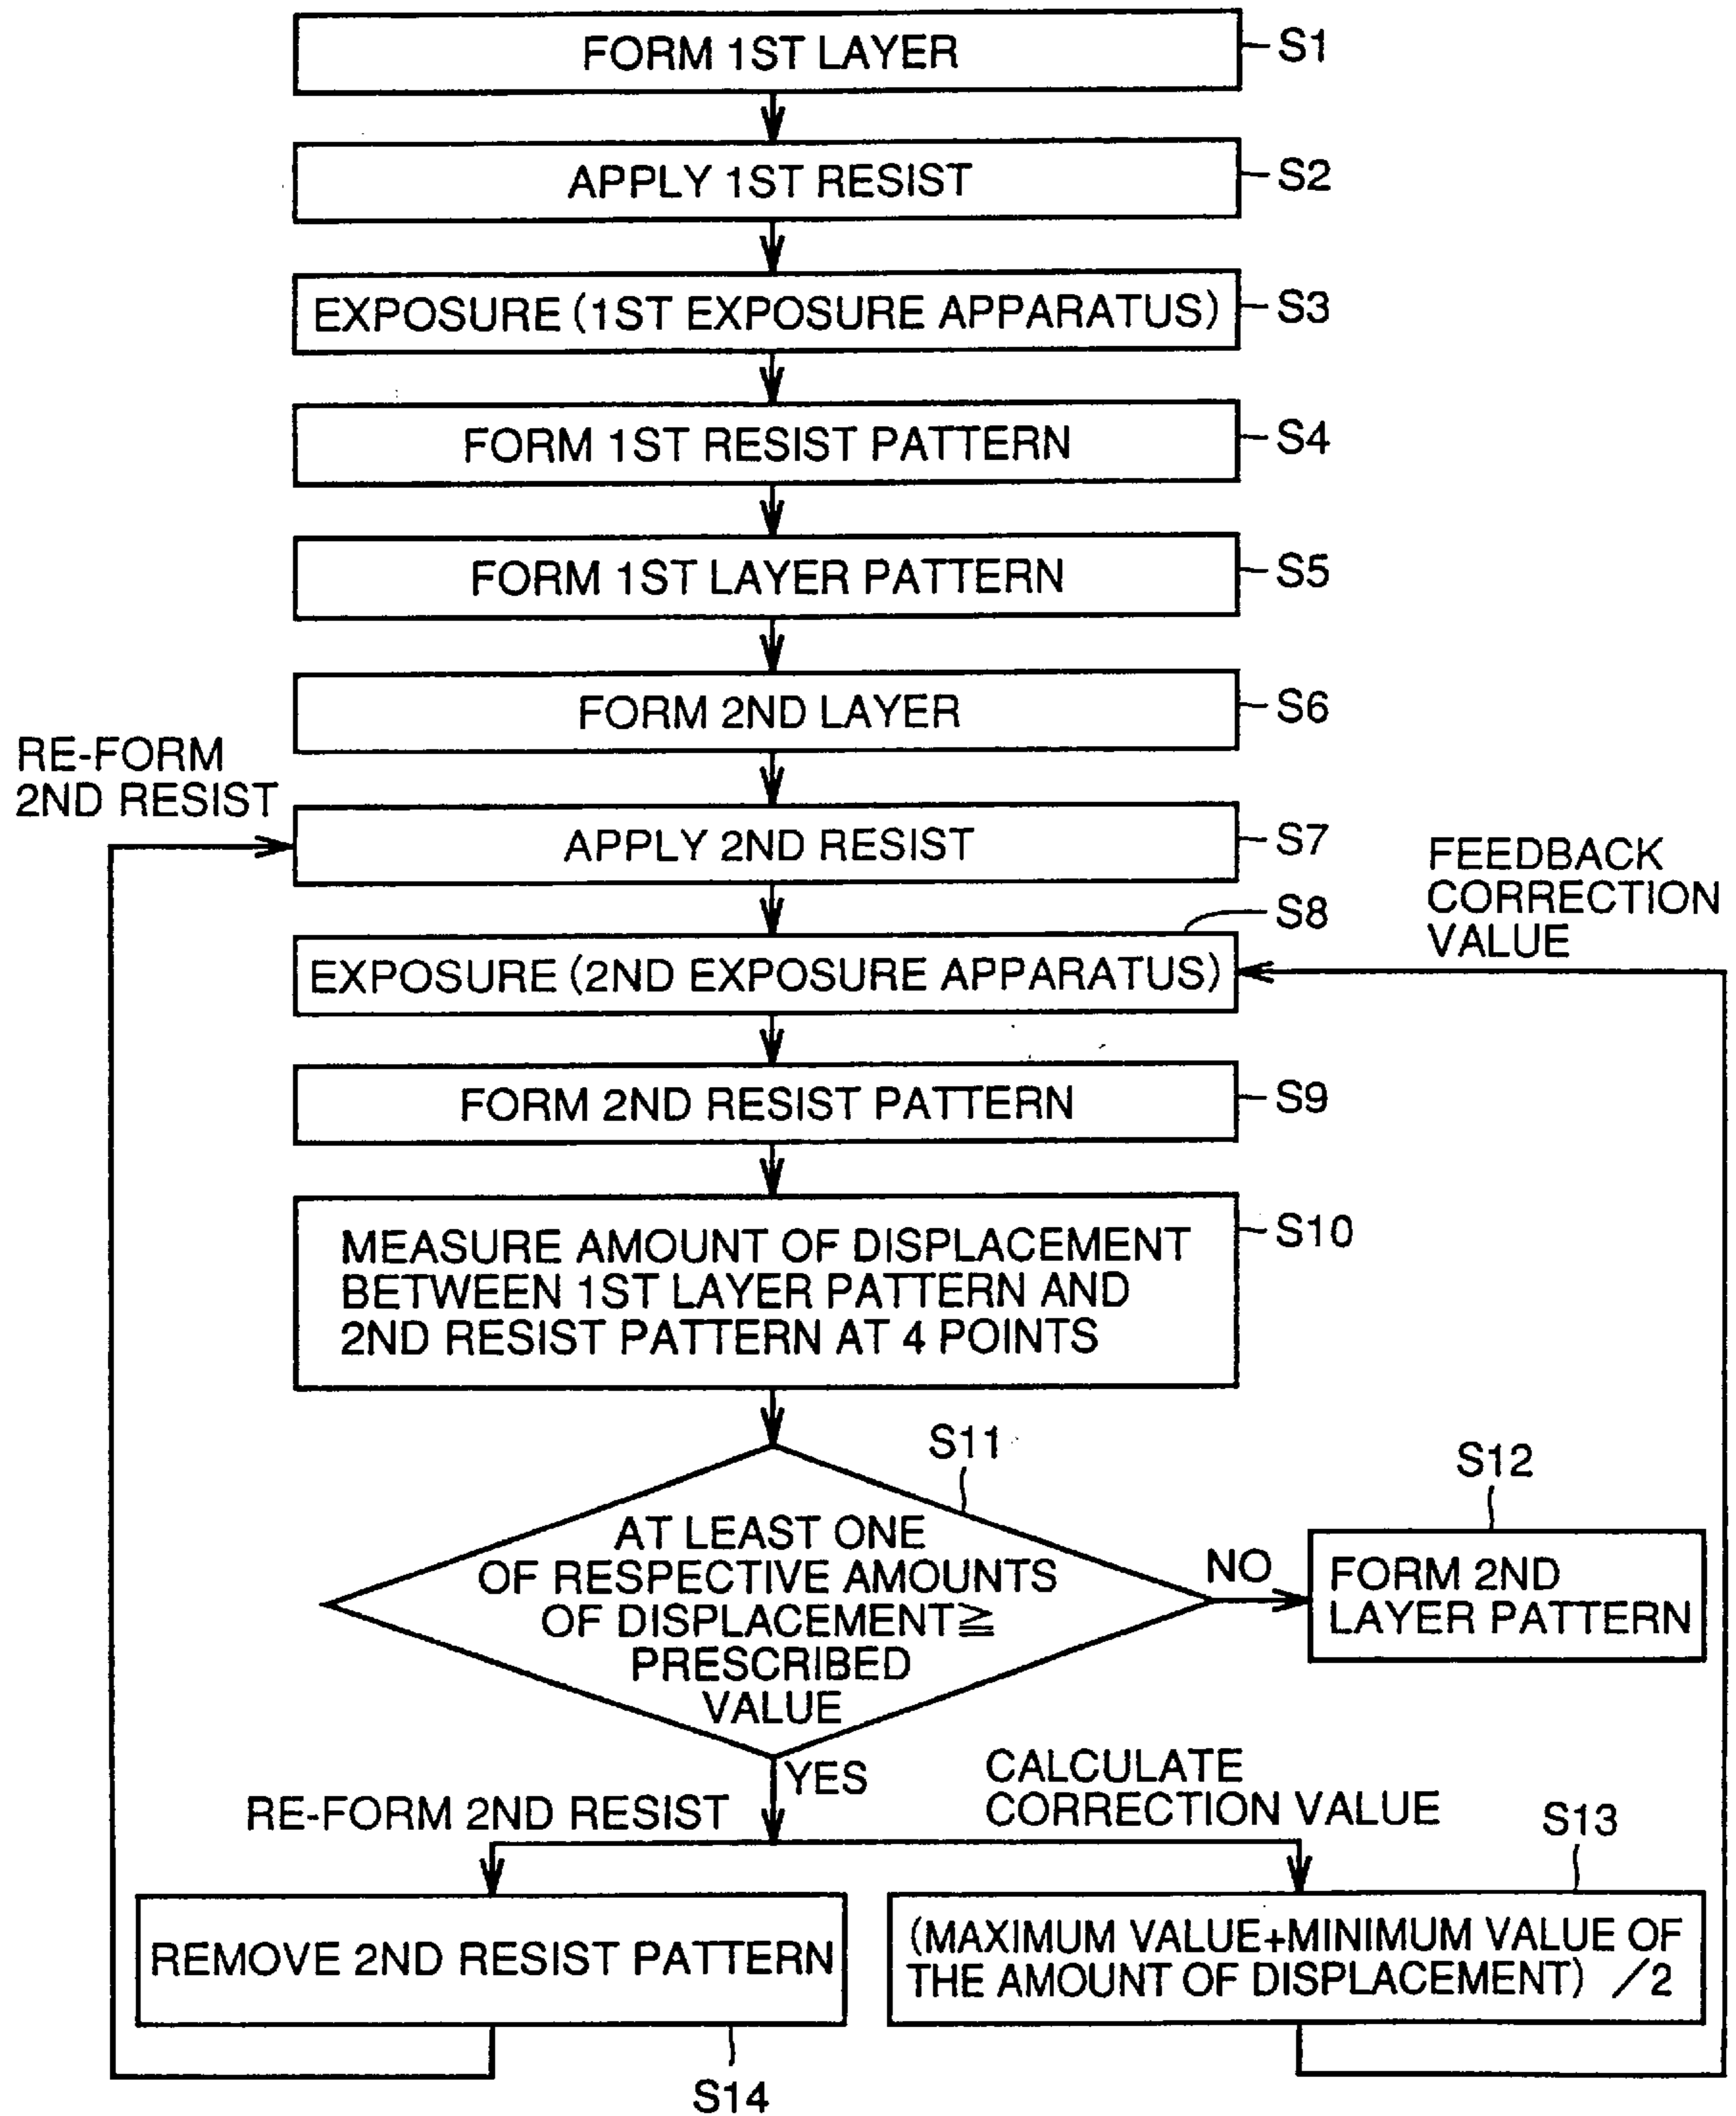 FORM 1ST LAYER
S1
APPLY 1ST RESIST
S2
EXPOSURE (1ST EXPOSURE APPARATUS)
S3
FORM 1ST RESIST PATTERN
S4
FORM 1ST LAYER PATTERN
S5
FORM 2ND LAYER
S6
RE-FORM
2ND RESIST
APPLY 2ND RESIST
S7
FEEDBACK
CORRECTION
VALUE
S8
EXPOSURE (2ND EXPOSURE APPARATUS)
FORM 2ND RESIST PATTERN
S9
MEASURE AMOUNT OF DISPLACEMENT
BETWEEN 1ST LAYER PATTERN AND
2ND RESIST PATTERN AT 4 POINTS
S10
S11
AT LEAST ONE
OF RESPECTIVE AMOUNTS
OF DISPLACEMENT≧
PRESCRIBED
VALUE
NO
S12
FORM 2ND
LAYER PATTERN
YES
RE-FORM 2ND RESIST
CALCULATE
CORRECTION VALUE
S13
REMOVE 2ND RESIST PATTERN
(MAXIMUM VALUE+MINIMUM VALUE OF
THE AMOUNT OF DISPLACEMENT) /2
S14